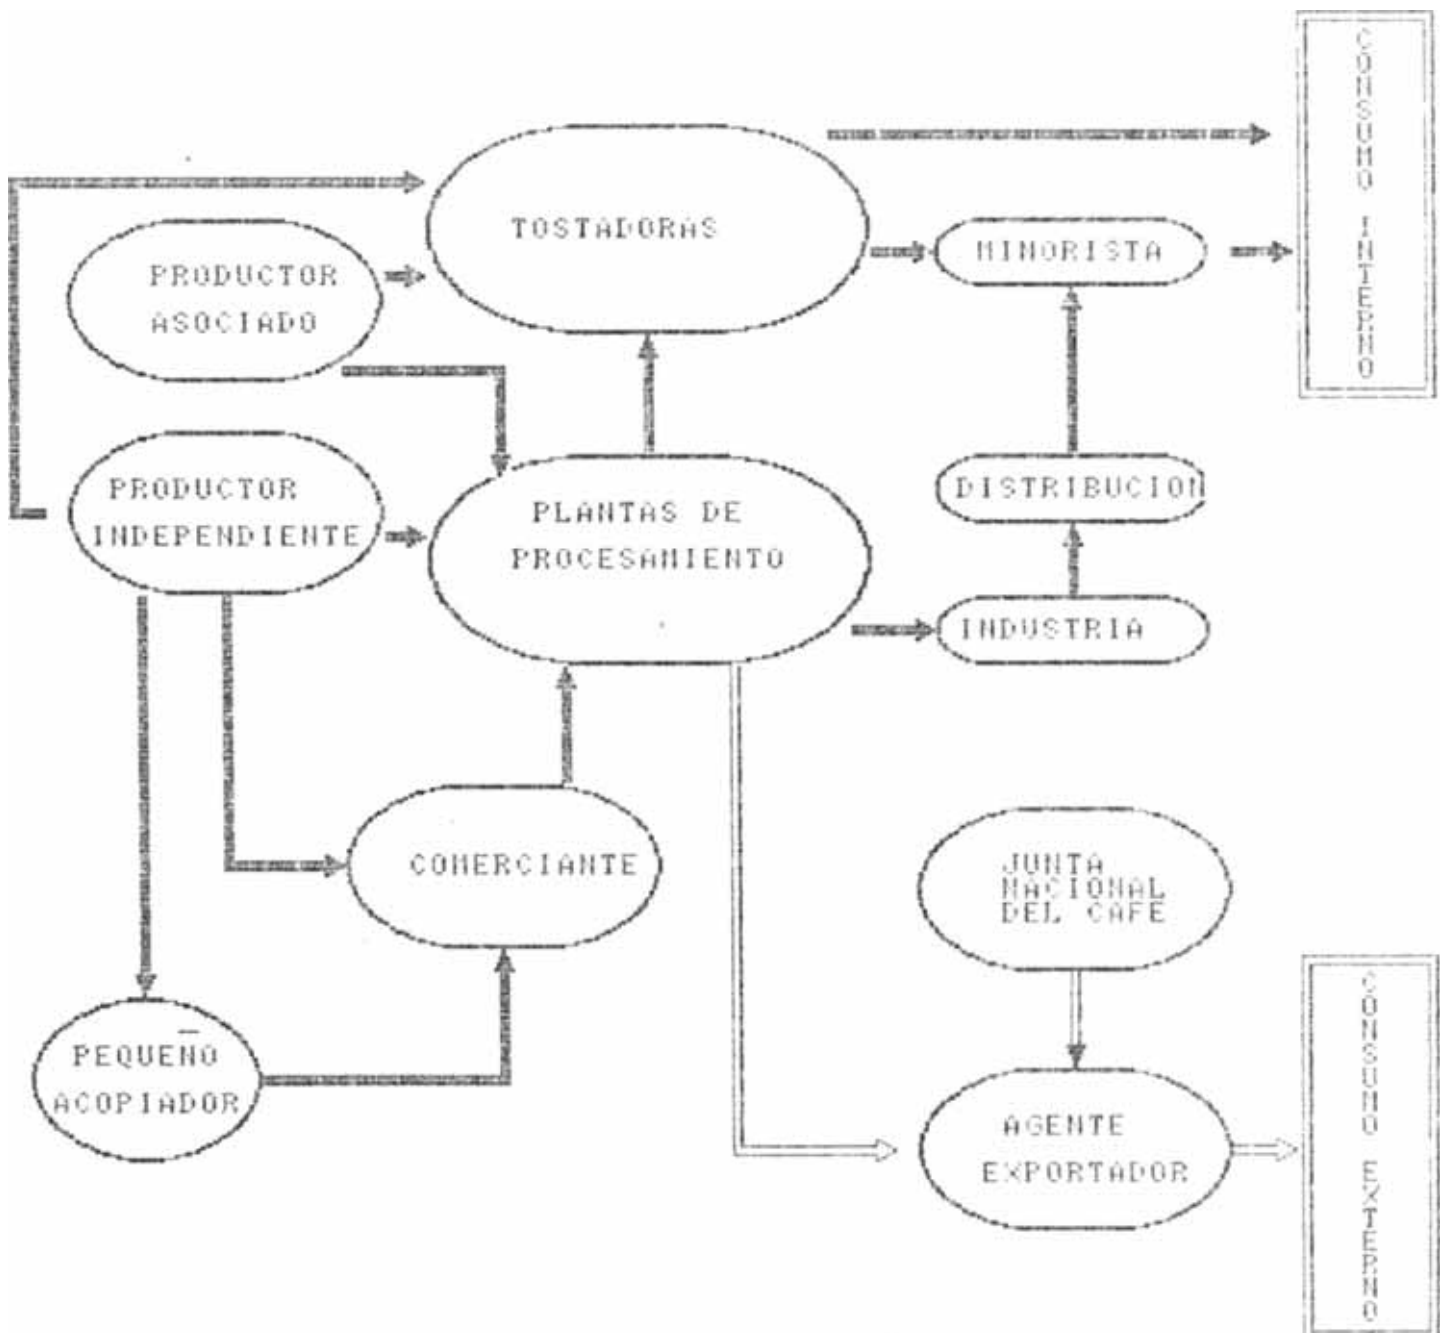 CONSUMO INTERNO
TOSTADORAS
MINORISTA
PRODUCTOR
ASOCIADO
DISTRIBUCION
PRODUCTOR
INDEPENDIENTE
PLANTAS DE
PROCESAMIENTO
INDUSTRIA
COMERCIANTE
JUNTA
NACIONAL
DEL CAFE
PEQUEÑO
ACOPIADOR
AGENTE
EXPORTADOR
CONSUMO EXTERNO